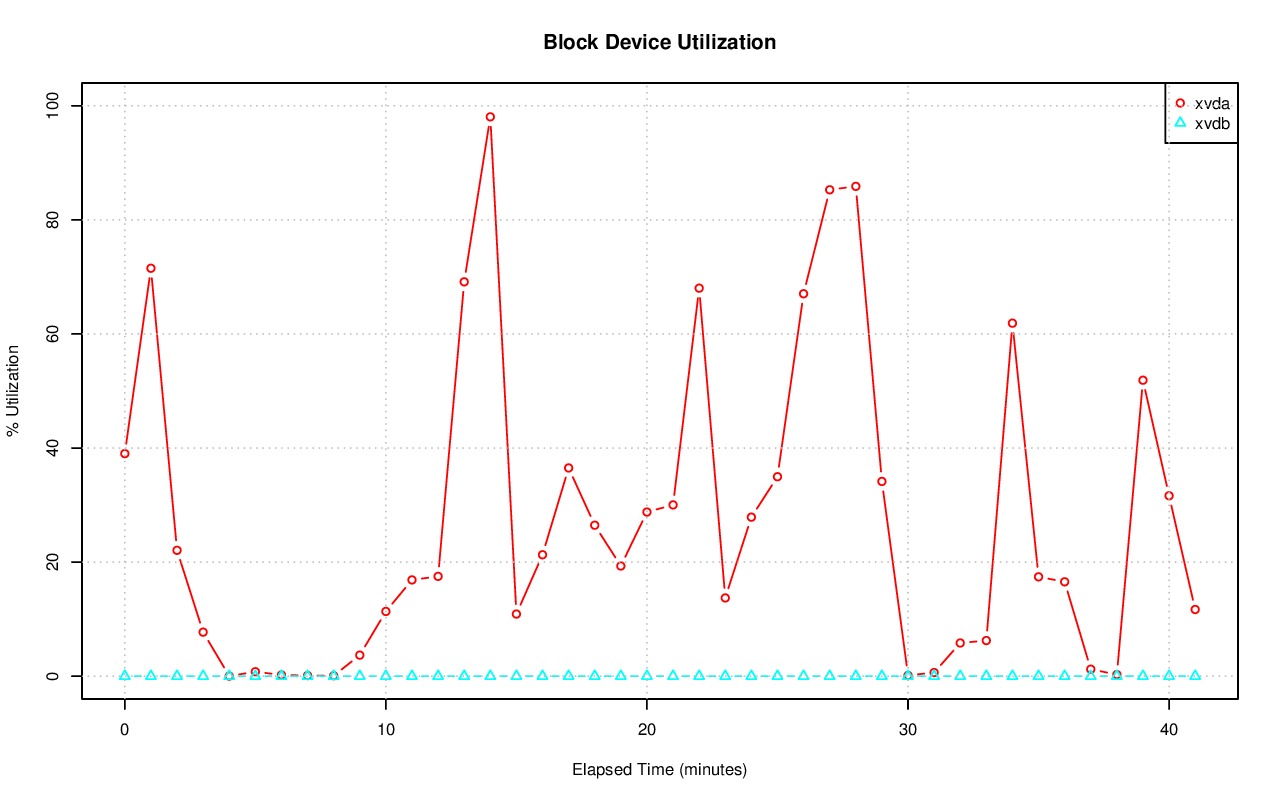 Block Device Utilization
xvda
xvdb
% Utilization
100
80
60
40
20
0
0 10 20 30 40
Elapsed Time (minutes)